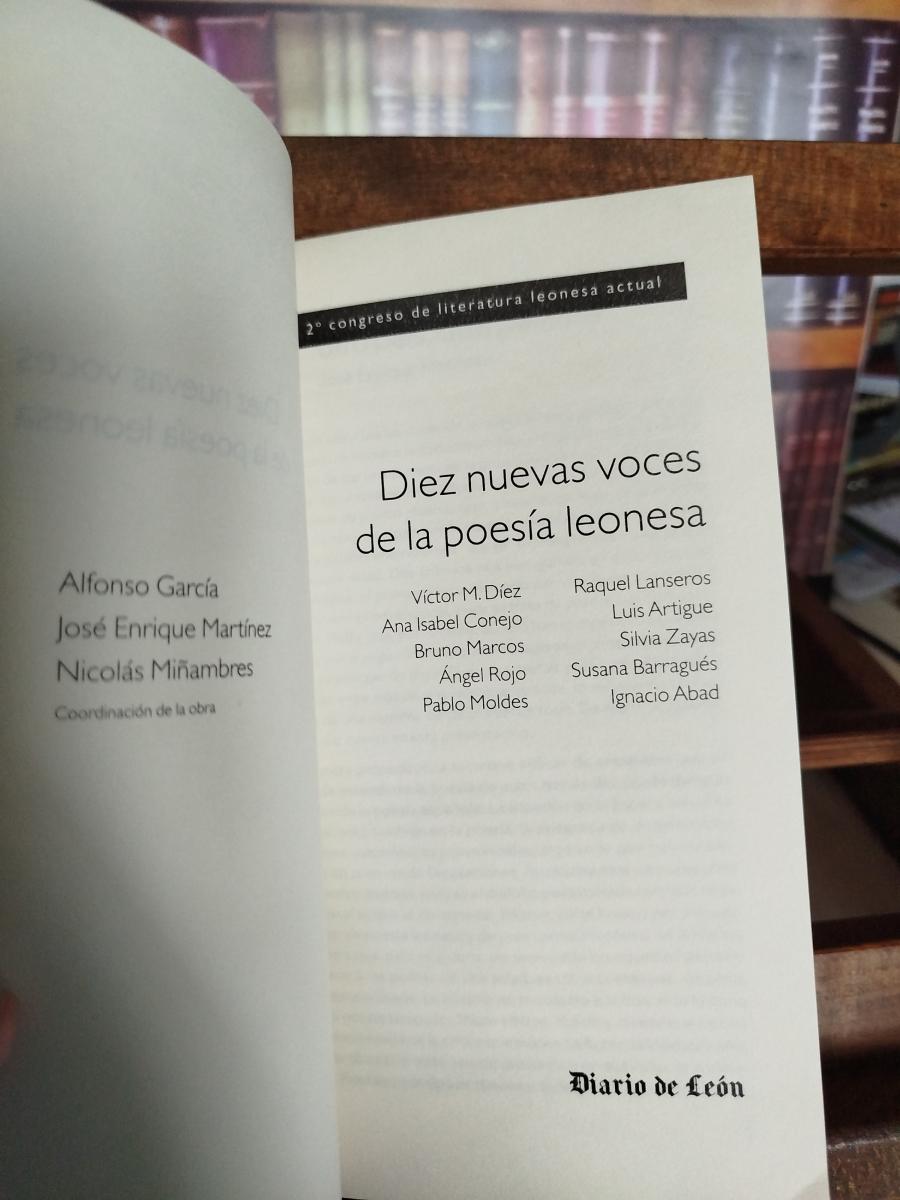 Alfonso García
José Enrique Martínez
Nicolás Miñambres
Coordinación de la obra
2º congreso de literatura leonesa actual
Diez nuevas voces
de la poesía leonesa
Víctor M. Díez
Ana Isabel Conejo
Bruno Marcos
Ángel Rojo
Pablo Moldes
Raquel Lanseros
Luis Artigue
Silvia Zayas
Susana Barragués
Ignacio Abad
Diario de León